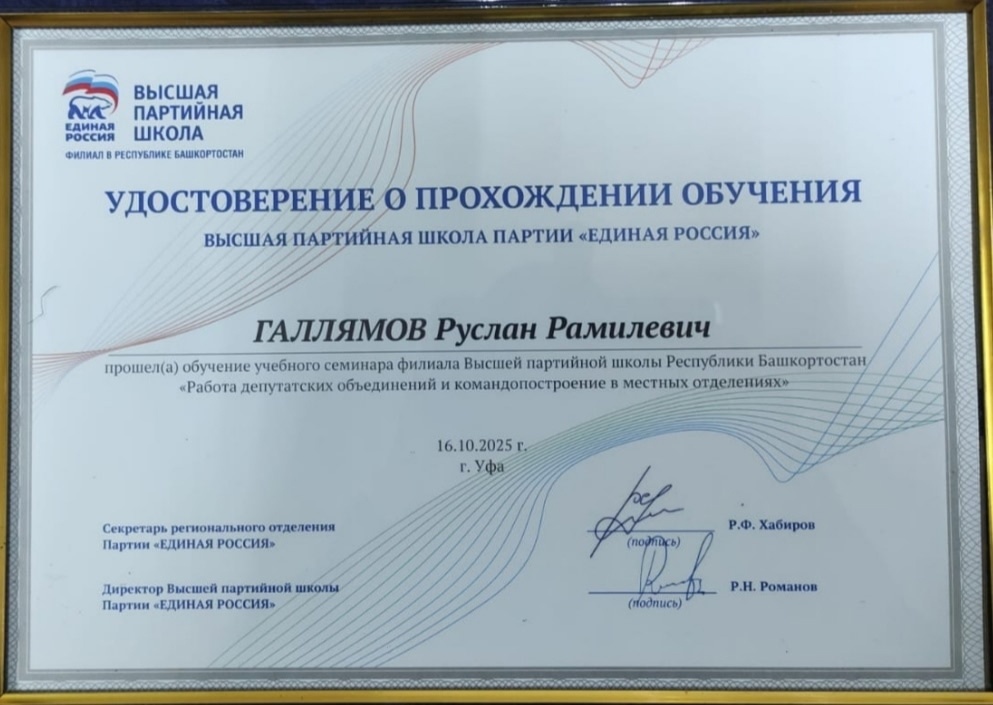 ВЫСШАЯ
ПАРТИЙНАЯ
ШКОЛА
ЕДИНАЯ
РОССИЯ
ФИЛИАЛ В РЕСПУБЛИКЕ БАШКОРТОСТАН
УДОСТОВЕРЕНИЕ О ПРОХОЖДЕНИИ ОБУЧЕНИЯ
ВЫСШАЯ ПАРТИЙНАЯ ШКОЛА ПАРТИИ «ЕДИНАЯ РОССИЯ»
ГАЛЛЯМОВ Руслан Рамилевич
прошел(а) обучение учебного семинара филиала Высшей партийной школы Республики Башкортостан
«Работа депутатских объединений и командопостроение в местных отделениях»
16.10.2025 г.
г. Уфа
Секретарь регионального отделения
Партии «ЕДИНАЯ РОССИЯ»
(подпись)
Р.Ф. Хабиров
Директор Высшей партийной школы
Партии «ЕДИНАЯ РОССИЯ»
(подпись)
Р.Н. Романов